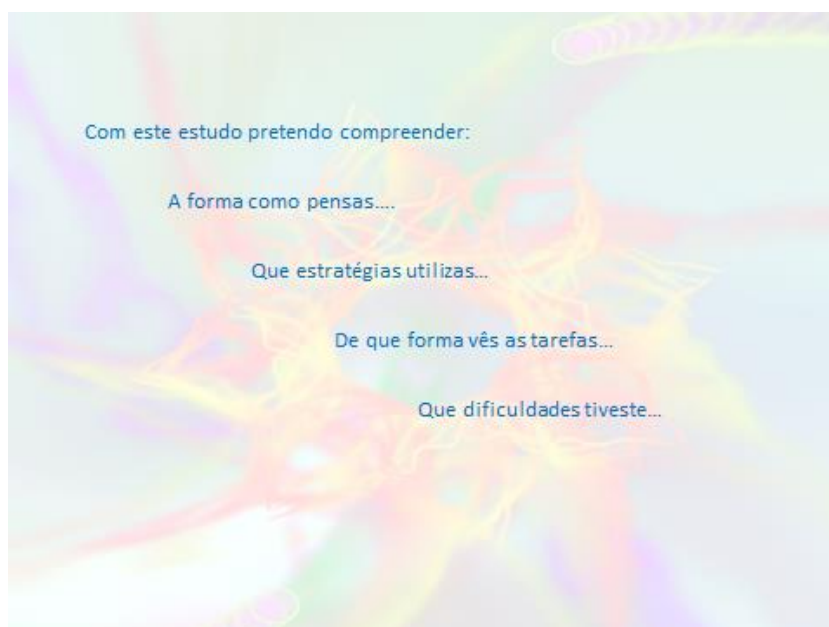 Com este estudo pretendo compreender:
A forma como pensas....
Que estratégias utilizas...
De que forma vês as tarefas...
Que dificuldades tiveste...